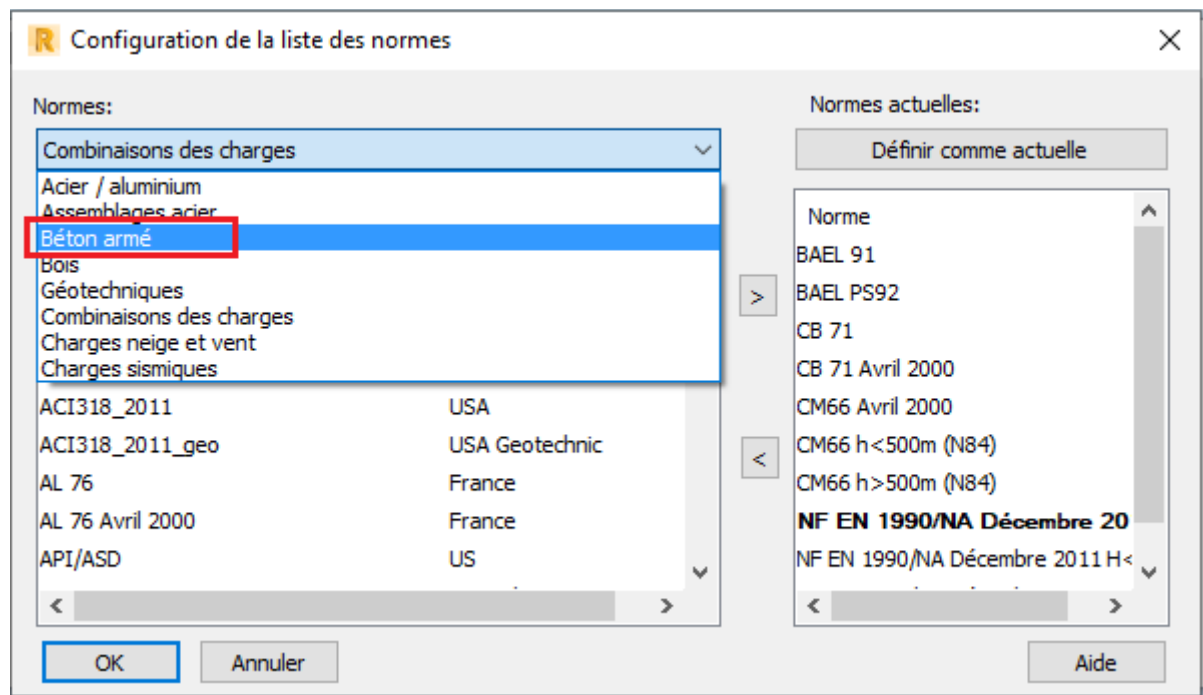 R Configuration de la liste des normes
Normes:
Combinaisons des charges
Acier / aluminium
Assemblages acier
Béton armé
Bois
Géotechniques
Combinaisons des charges
Charges neige et vent
Charges sismiques
ACI318_2011 USA
ACI318_2011_geo USA Geotechnic
AL 76 France
AL 76 Avril 2000 France
API/ASD US
>
<
Normes actuelles:
Définir comme actuelle
Norme
BAEL 91
BAEL PS92
CB 71
CB 71 Avril 2000
CM66 Avril 2000
CM66 h<500m (N84)
CM66 h>500m (N84)
NF EN 1990/NA Décembre 20
NF EN 1990/NA Décembre 2011 H<
OK Annuler Aide